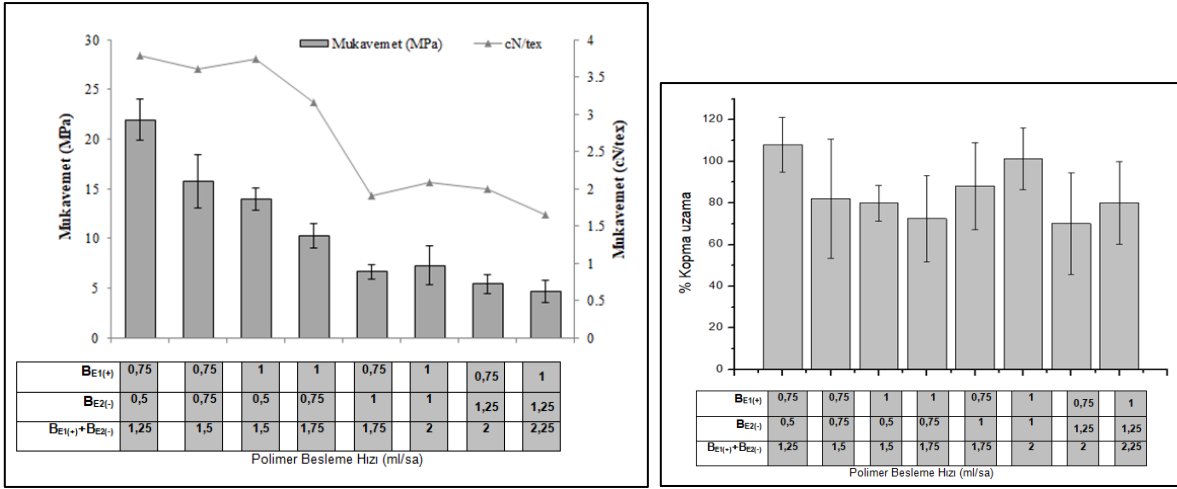 Mukavemet (MPa) cN/tex
Mukavemet (MPa)
30
25
20
15
10
5
0
4
3.5
3
2.5
2
1.5
1
0.5
0
Mukavemet (cN/tex)
BE1(+) 0,75 0,75 1 1 0,75 1 0,75 1
BE2(-) 0,5 0,75 0,5 0,75 1 1 1,25 1,25
BE1(+)+BE2(-) 1,25 1,5 1,5 1,75 1,75 2 2 2,25
Polimer Besleme Hızı (ml/sa)
% Kopma uzama
120
100
80
60
40
20
0
BE1(+) 0,75 0,75 1 1 0,75 1 0,75 1
BE2(-) 0,5 0,75 0,5 0,75 1 1 1,25 1,25
BE1(+)+BE2(-) 1,25 1,5 1,5 1,75 1,75 2 2 2,25
Polimer Besleme Hızı (ml/sa)